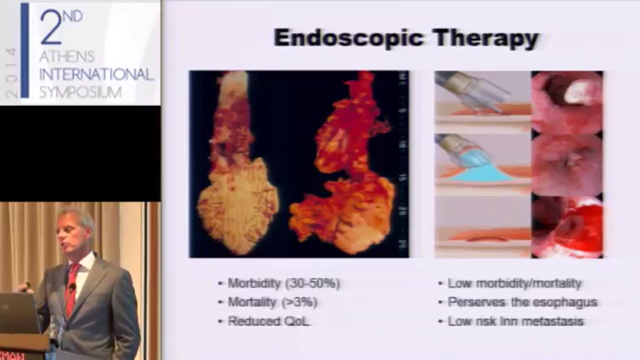 2ND
ATHENS
INTERNATIONAL
SYMPOSIUM
2014
Endoscopic Therapy
• Morbidity (30-50%)
• Mortality (>3%)
• Reduced QoL
• Low morbidity/mortality
• Perserves the esophagus
• Low risk lnn metastasis